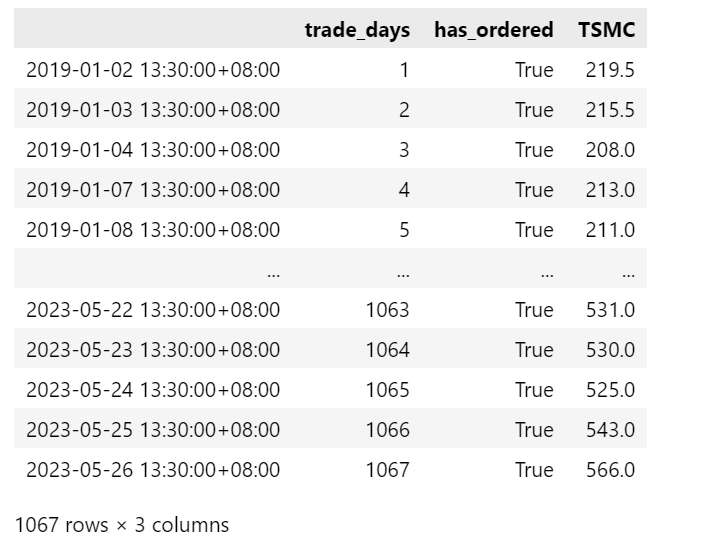 trade_days has_ordered TSMC
2019-01-02 13:30:00+08:00 1 True 219.5
2019-01-03 13:30:00+08:00 2 True 215.5
2019-01-04 13:30:00+08:00 3 True 208.0
2019-01-07 13:30:00+08:00 4 True 213.0
2019-01-08 13:30:00+08:00 5 True 211.0
... ... ... ...
2023-05-22 13:30:00+08:00 1063 True 531.0
2023-05-23 13:30:00+08:00 1064 True 530.0
2023-05-24 13:30:00+08:00 1065 True 525.0
2023-05-25 13:30:00+08:00 1066 True 543.0
2023-05-26 13:30:00+08:00 1067 True 566.0
1067 rows × 3 columns